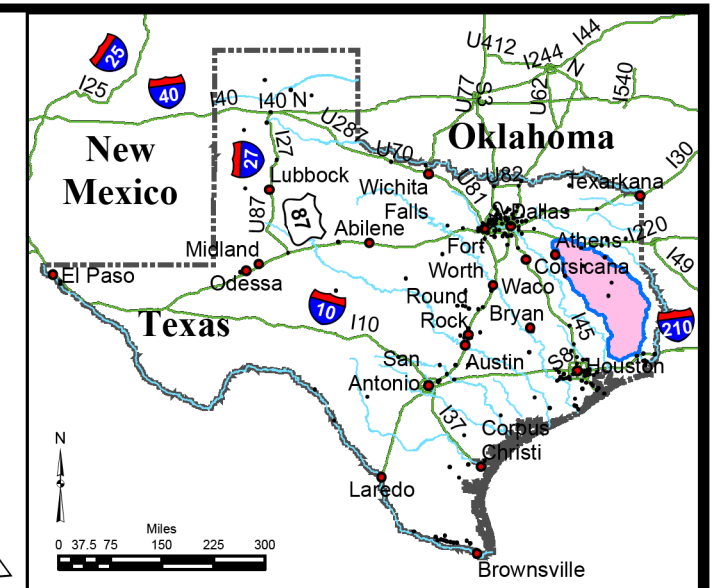 U412
I44
25
I244
N
I25
U77
S3
U62
I540
40
I40
I40
N
U287
U70
Oklahoma
I30
New
Mexico
27
I27
Lubbock
U81
U82
Texarkana
Wichita
Falls
87
U87
Abilene
Dallas
I220
Midland
Fort
Worth
Athens
I49
El Paso
Odessa
Corsicana
Waco
10
Round
Rock
Bryan
I45
210
Texas
I10
San
Antonio
Austin
S8
Houston
N
I37
Corpus
Christi
Laredo
Miles
0 37.5 75 150 225 300
Brownsville